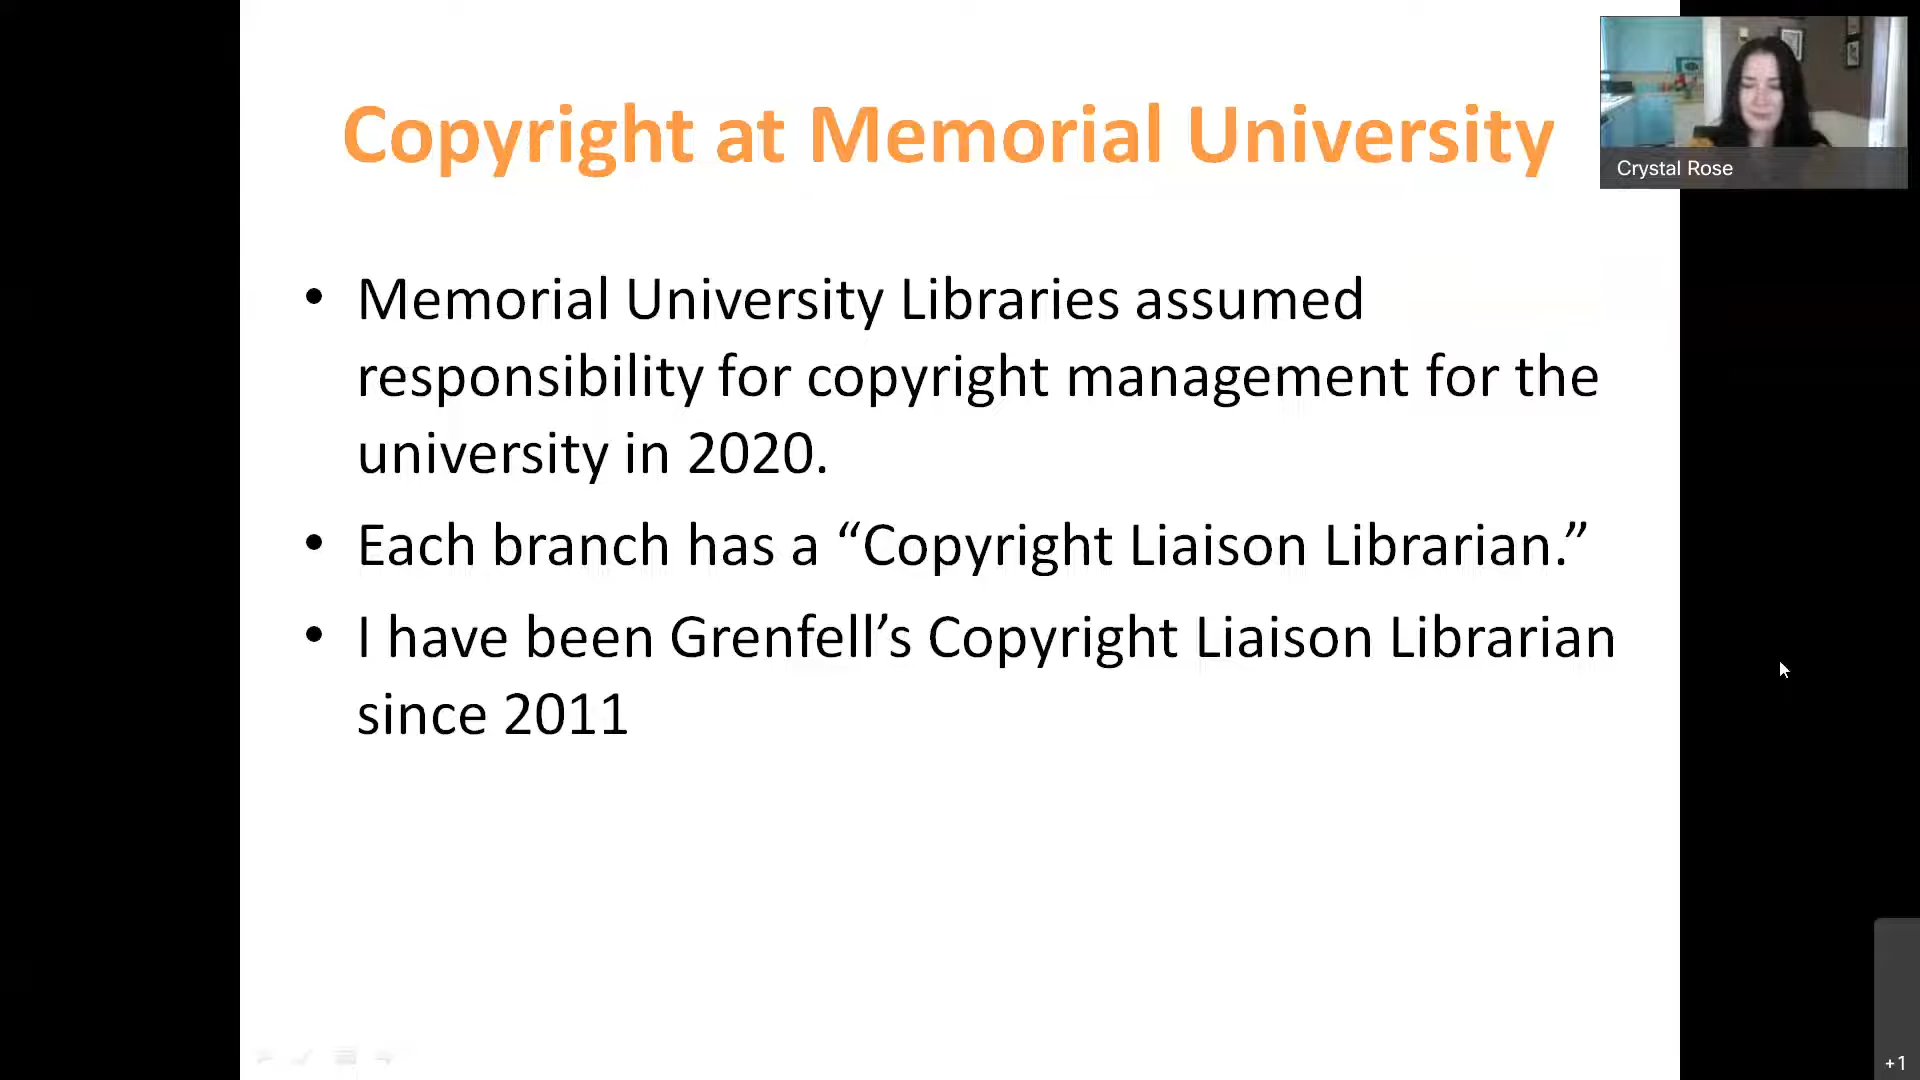 Copyright at Memorial University
Crystal Rose
• Memorial University Libraries assumed
responsibility for copyright management for the
university in 2020.
• Each branch has a “Copyright Liaison Librarian.”
• I have been Grenfell’s Copyright Liaison Librarian
since 2011
+1